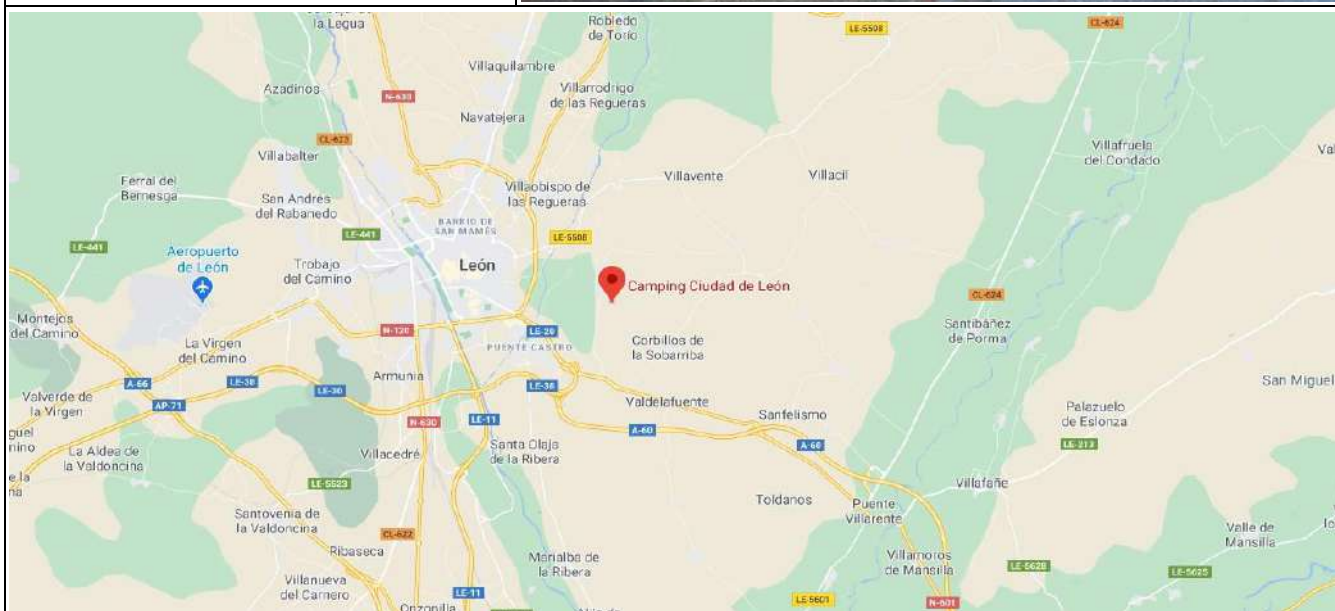 la Legua
Robledo
de Torío
LE-5508
CL-624
Villaquilambre
Azadinos
N-630
Villarrodrigo
de las Regueras
Navatejera
CL-623
Villabalter
Villafruela
del Condado
Ferral del
Bernesga
San Andrés
del Rabanedo
Villaobispo de
las Regueras
Villavente
Villacil
BARRIO DE
SAN MAMÉS
LE-441
LE-441
LE-5508
Aeropuerto
de León
Trobajo
del Camino
León
Camping Ciudad de León
CL-624
Montejos
del Camino
N-120
LE-20
Santibáñez
de Porma
La Virgen
del Camino
PUENTE CASTRO
Corbillos de
la Sobarriba
A-66
LE-30
LE-30
Armunia
LE-30
San Miguel
Valverde de
la Virgen
AP-71
Valdelafuente
Sanfelismo
Palazuelo
de Eslonza
N-630
LE-11
A-60
A-60
LE-213
La Aldea de
la Valdoncina
Villacedré
Santa Olaja
de la Ribera
LE-5523
Villafañe
Toldanos
Puente
Villarente
Santovenia de
la Valdoncina
CL-622
Valle de
Mansilla
Ribaseca
Marialba de
la Ribera
Villamoros
de Mansilla
LE-5628
LE-5625
Villanueva
del Carnero
LE-11
LE-5601
N-601
Onzonilla